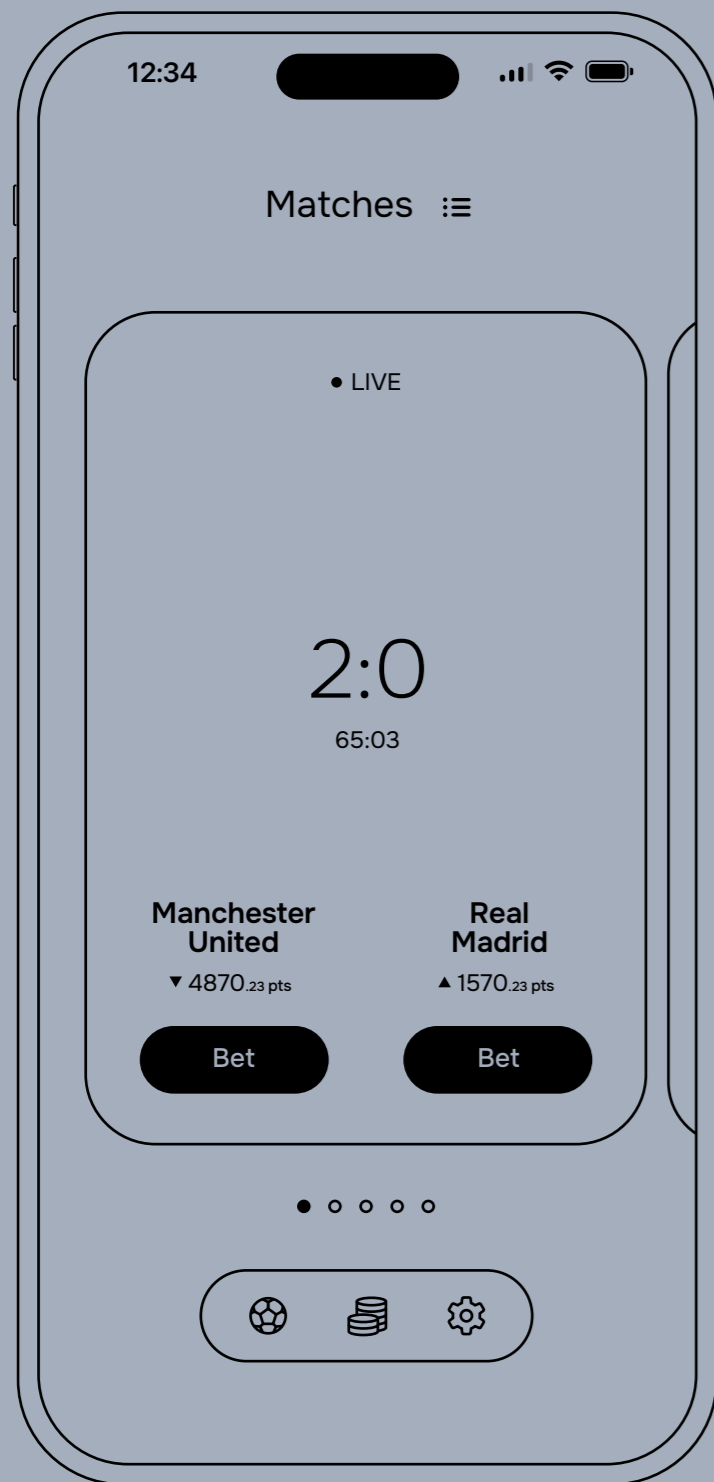 12:34
Matches
LIVE
2:0
65:03
Manchester
United
▼ 4870.23 pts
Bet
Real
Madrid
▲ 1570.23 pts
Bet